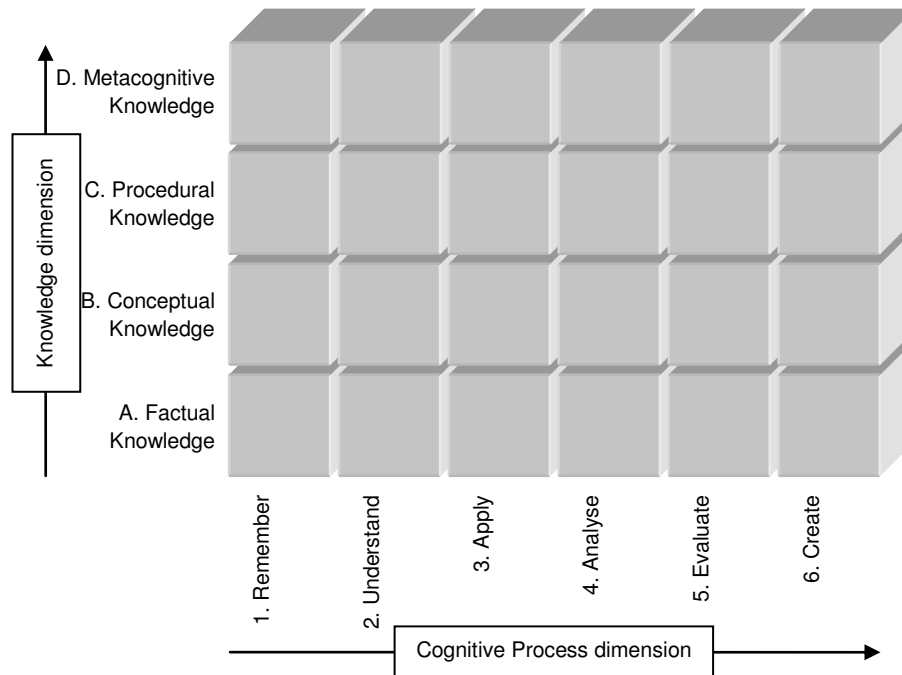 D. Metacognitive
Knowledge
C. Procedural
Knowledge
B. Conceptual
Knowledge
A. Factual
Knowledge
Knowledge dimension
1. Remember
2. Understand
3. Apply
4. Analyse
5. Evaluate
6. Create
Cognitive Process dimension